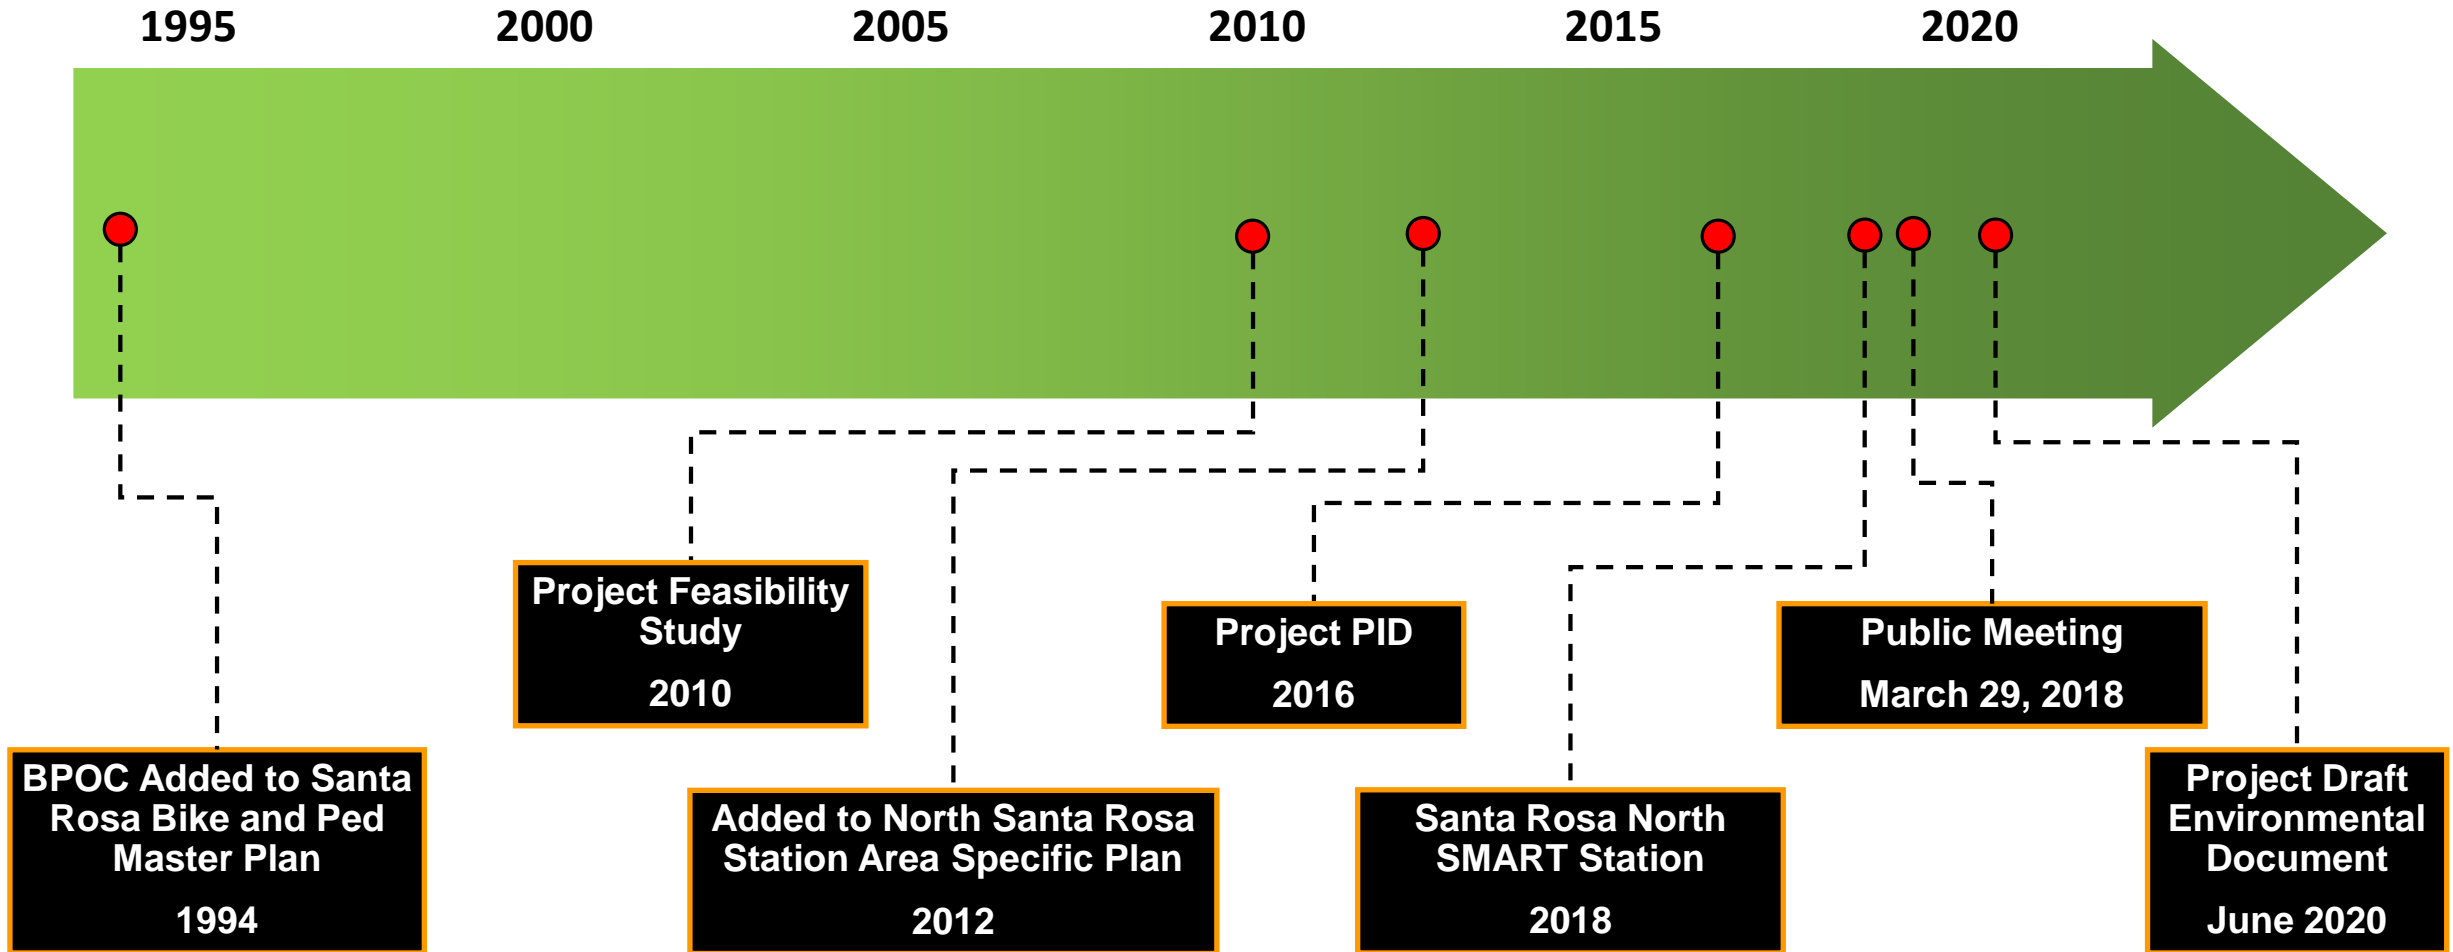 1995
2000
2005
2010
2015
2020
Project Feasibility
Study
2010
Project PID
2016
Public Meeting
March 29, 2018
BPOC Added to Santa
Rosa Bike and Ped
Master Plan
1994
Added to North Santa Rosa
Station Area Specific Plan
2012
Santa Rosa North
SMART Station
2018
Project Draft
Environmental
Document
June 2020